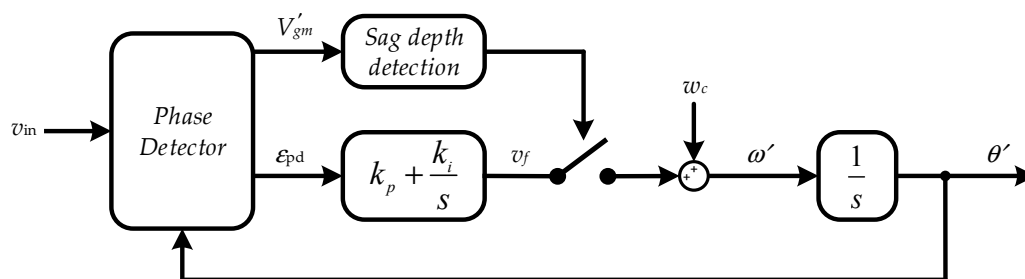 V'gm
Sag depth
detection
wc
vin
Phase
Detector
εpd
kp + ki/s
vf
ω'
1/s
θ'
+
+